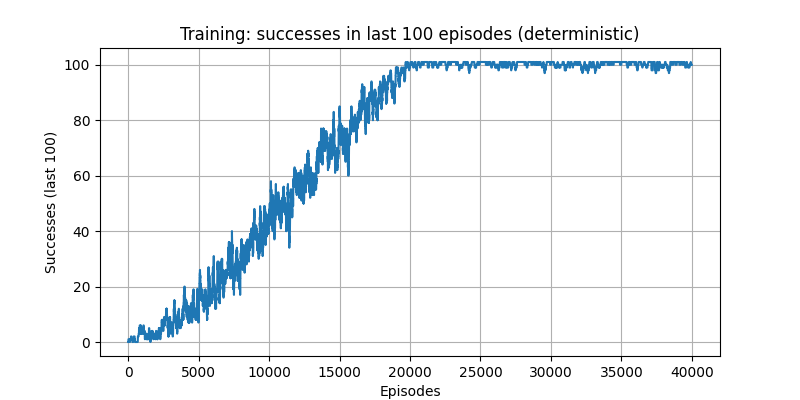 Training: successes in last 100 episodes (deterministic)
100
80
60
40
20
0
Successes (last 100)
0 5000 10000 15000 20000 25000 30000 35000 40000
Episodes